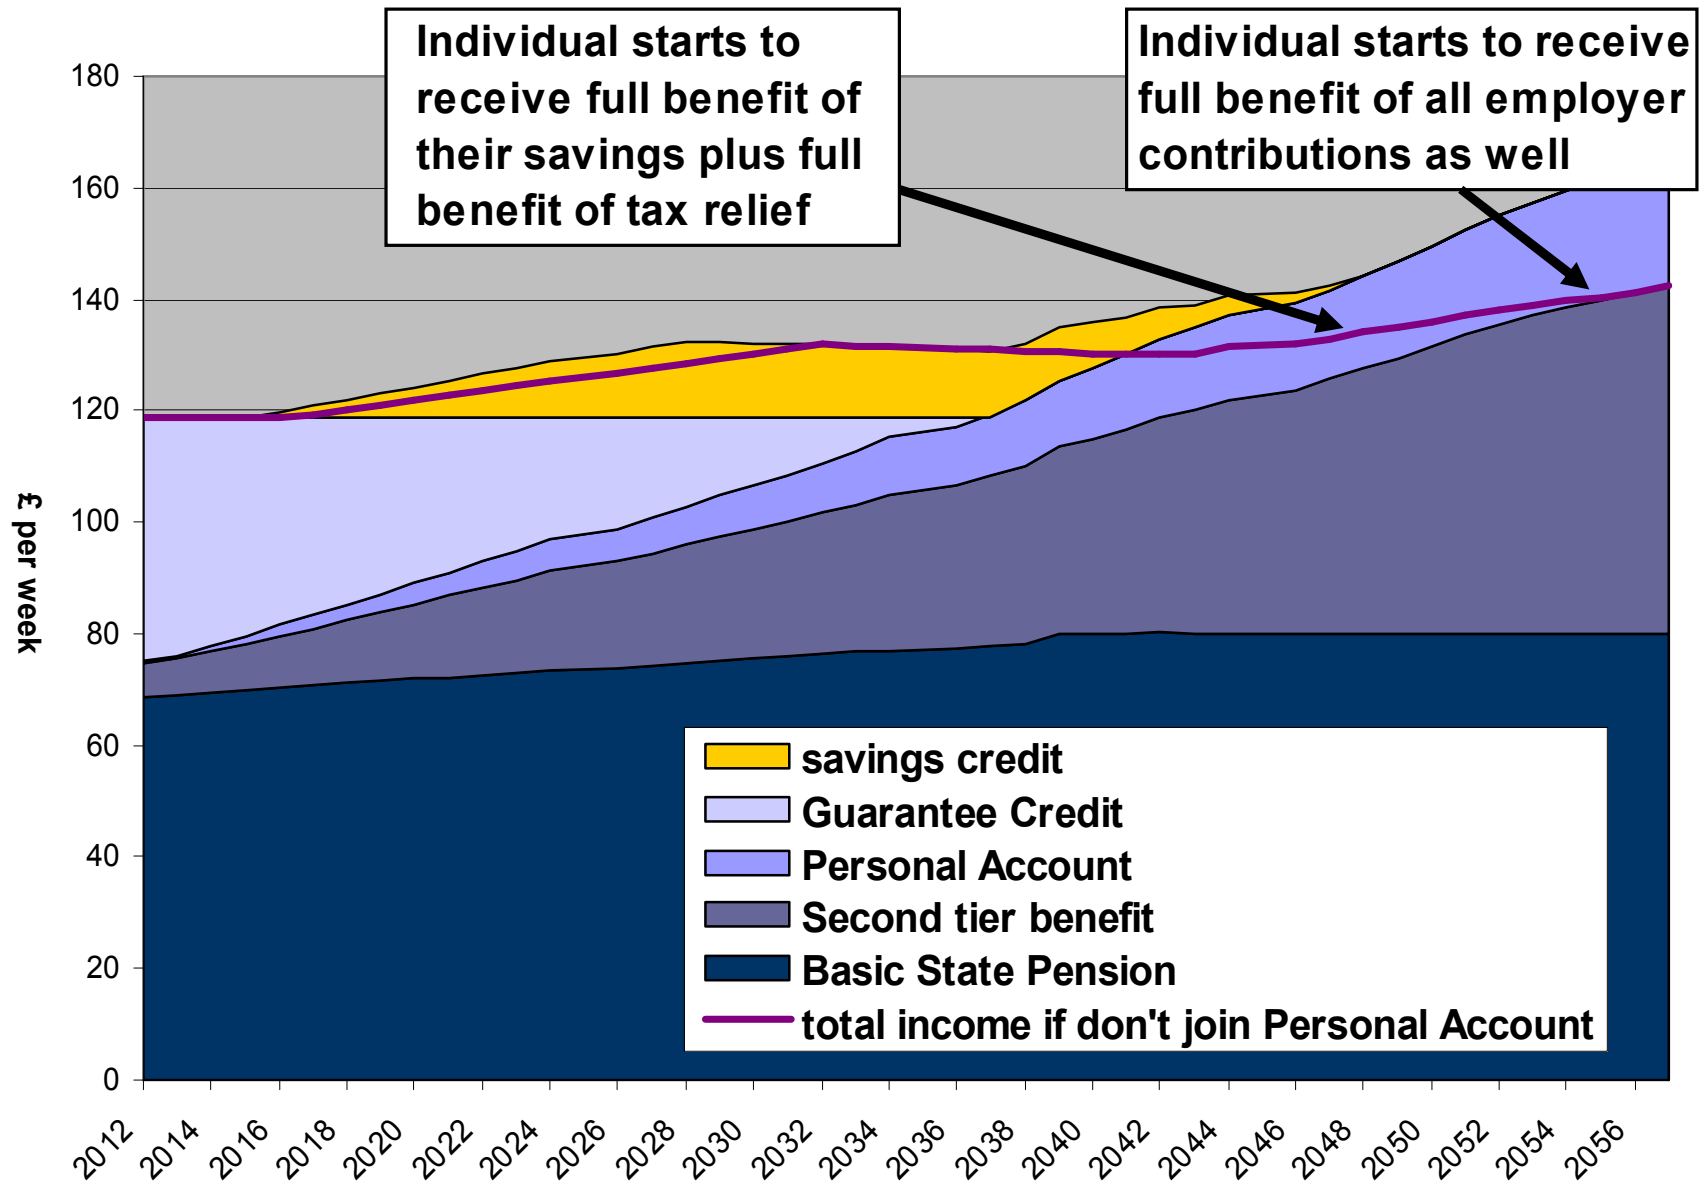 Individual starts to
receive full benefit of
their savings plus full
benefit of tax relief
Individual starts to receive
full benefit of all employer
contributions as well
180
160
140
120
100
80
60
40
20
0
£ per week
savings credit
Guarantee Credit
Personal Account
Second tier benefit
Basic State Pension
total income if don't join Personal Account
2012
2014
2016
2018
2020
2022
2024
2026
2028
2030
2032
2034
2036
2038
2040
2042
2044
2046
2048
2050
2052
2054
2056